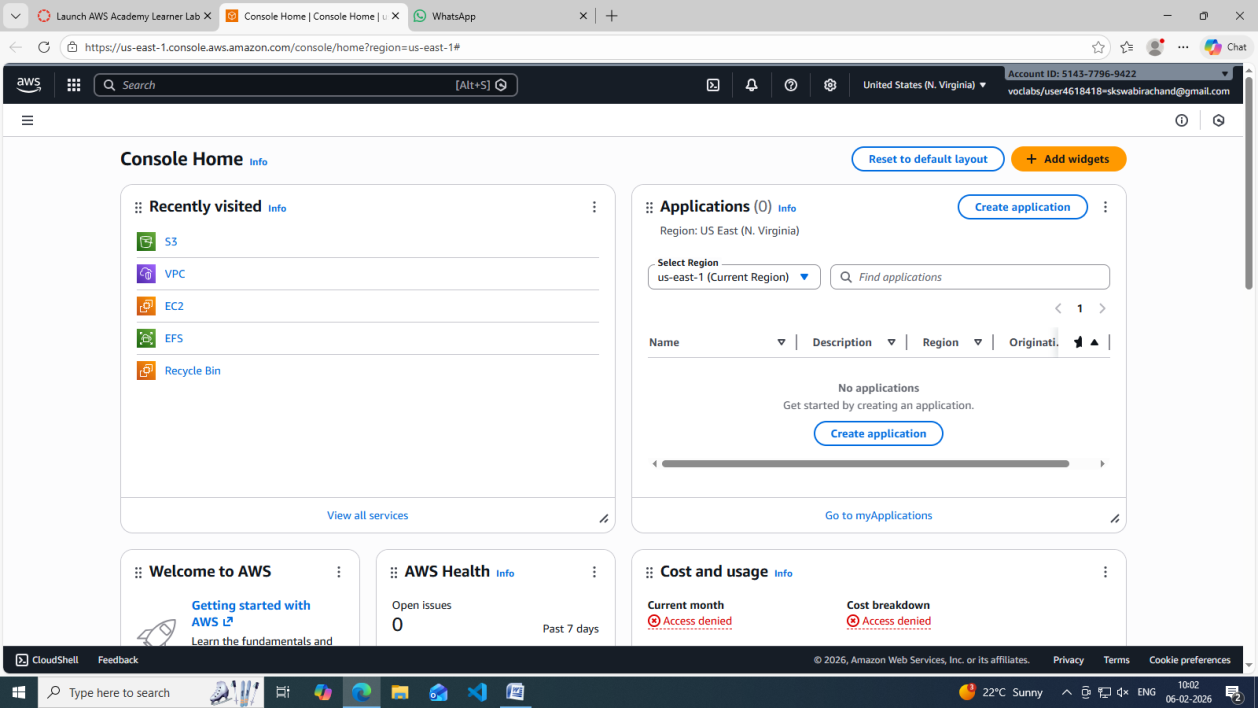 Launch AWS Academy Learner Lab
Console Home | Console Home | u
WhatsApp
https://us-east-1.console.aws.amazon.com/console/home?region=us-east-1#
Chat
aws
Search
[Alt+S]
United States (N. Virginia)
Account ID: 5143-7796-9422
voclabs/user4618418=skswabirachand@gmail.com
Console Home Info
Reset to default layout
Add widgets
Recently visited Info
S3
VPC
EC2
EFS
Recycle Bin
View all services
Applications (0) Info
Create application
Region: US East (N. Virginia)
Select Region
us-east-1 (Current Region)
Find applications
1
Name Description Region Originati.
No applications
Get started by creating an application.
Create application
Go to myApplications
Welcome to AWS
Getting started with
AWS
Learn the fundamentals and
AWS Health Info
Open issues
0
Past 7 days
Cost and usage Info
Current month
Access denied
Cost breakdown
Access denied
CloudShell Feedback
© 2026, Amazon Web Services, Inc. or its affiliates. Privacy Terms Cookie preferences
Type here to search
3
22°C Sunny
ENG
10:02
06-02-2026
2